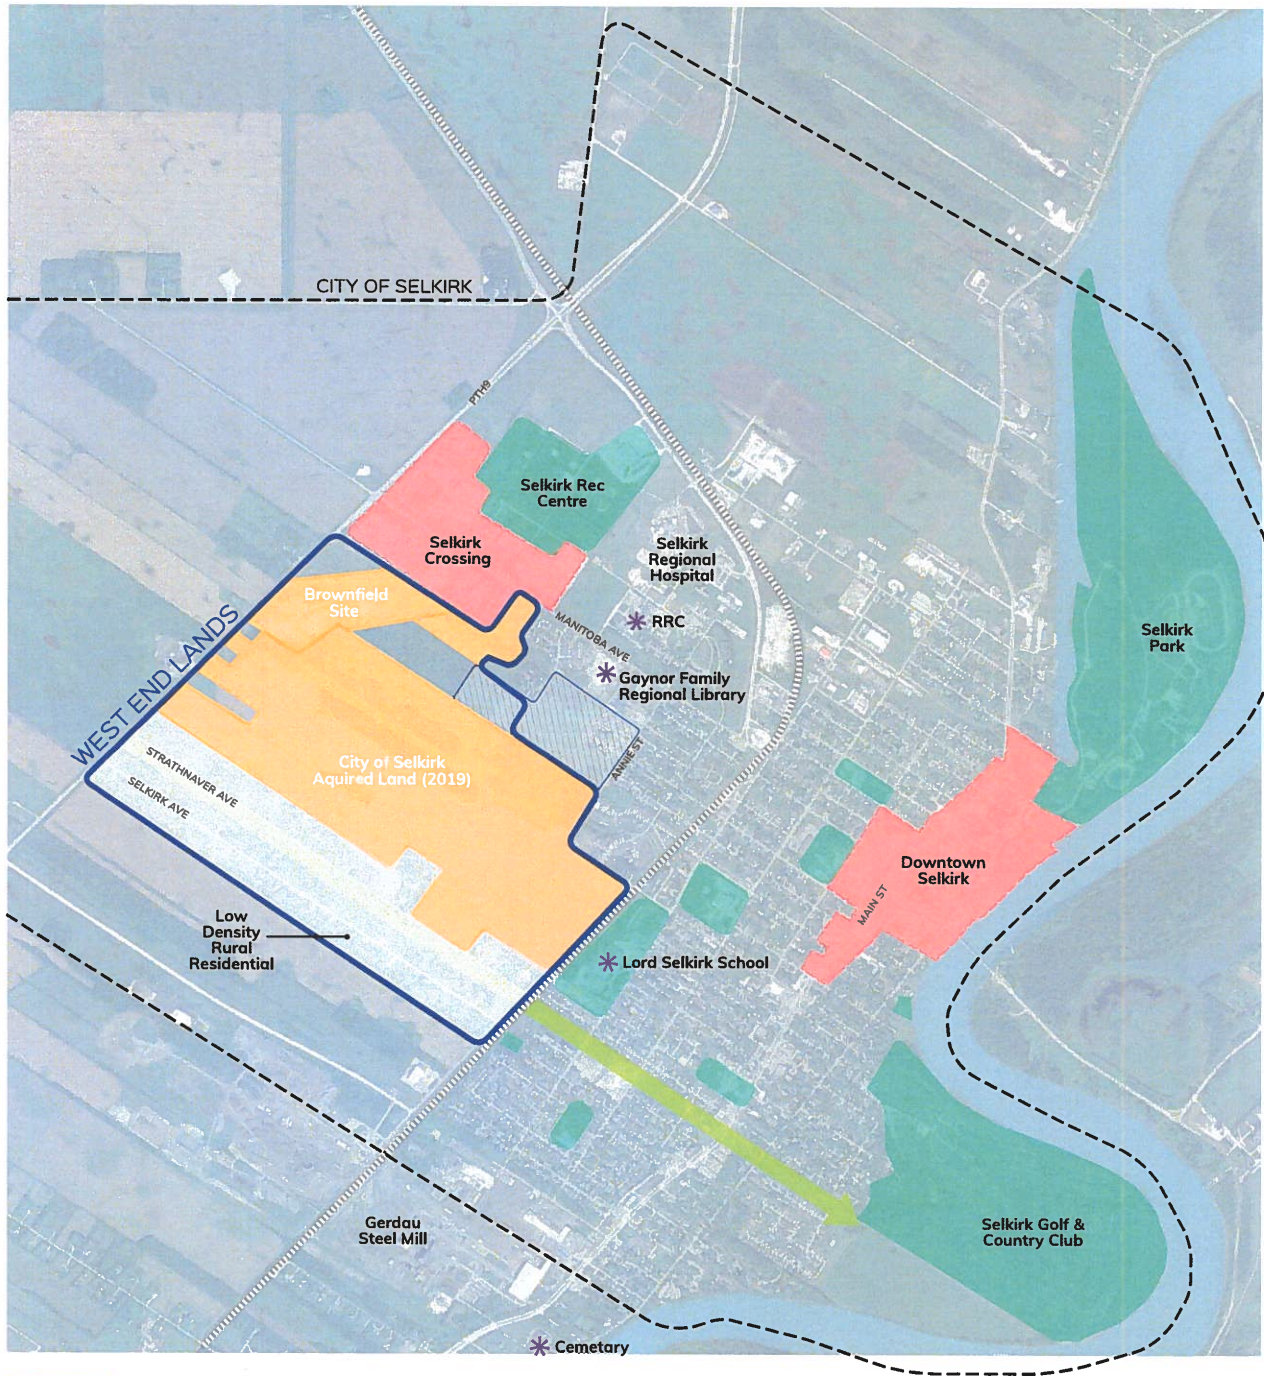 CITY OF SELKIRK
PTH9
Selkirk Rec
Centre
Selkirk
Crossing
Selkirk
Regional
Hospital
Brownfield
Site
RRC
MANITOBA AVE
Selkirk
Park
WEST END LANDS
Gaynor Family
Regional Library
ANNIE ST
City of Selkirk
Aquired Land (2019)
STRATHNAVER AVE
SELKIRK AVE
Downtown
Selkirk
MAIN ST
Low
Density
Rural
Residential
Lord Selkirk School
Gerdau
Steel Mill
Selkirk Golf &
Country Club
Cemetary